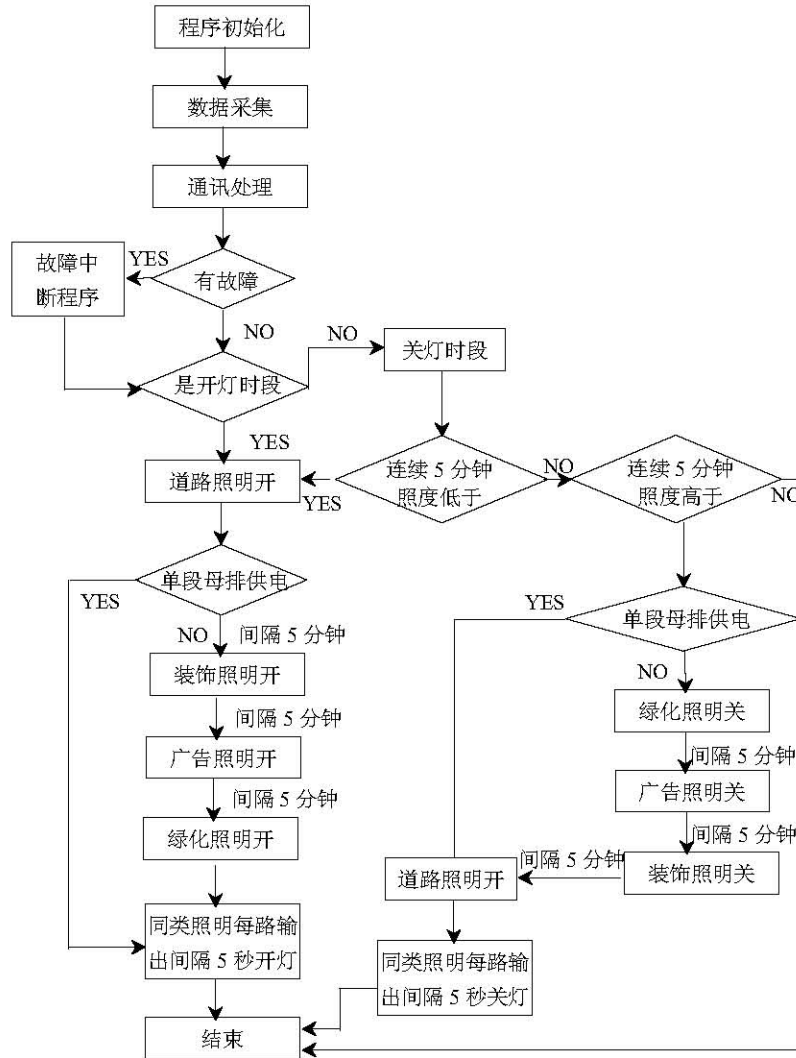 程序初始化
数据采集
通讯处理
有故障
YES
故障中
断程序
NO
是开灯时段
NO
关灯时段
YES
道路照明开
连续 5 分钟
照度低于
YES
NO
连续 5 分钟
照度高于
NO
单段母排供电
YES
NO
间隔 5 分钟
装饰照明开
间隔 5 分钟
广告照明开
间隔 5 分钟
绿化照明开
同类照明每路输
出间隔 5 秒开灯
YES
单段母排供电
NO
绿化照明关
间隔 5 分钟
广告照明关
间隔 5 分钟
装饰照明关
间隔 5 分钟
道路照明开
同类照明每路输
出间隔 5 秒关灯
结束